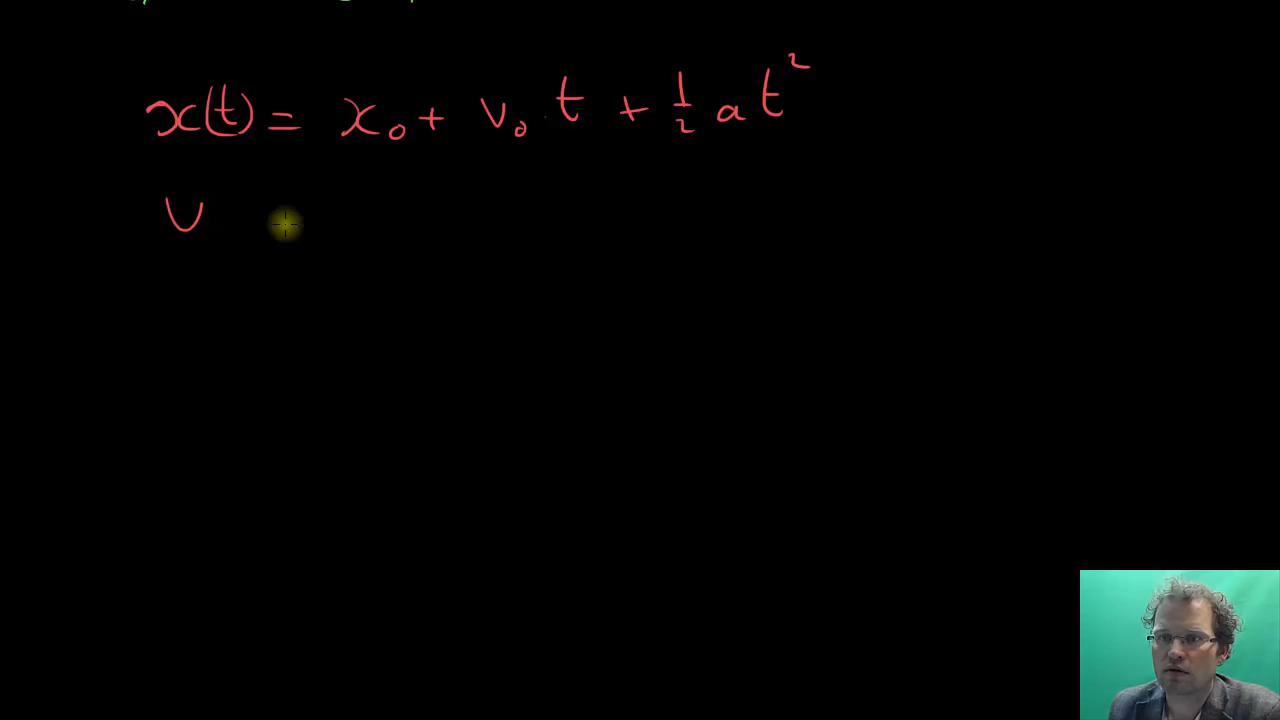 x(t) = x₀ + v₀ t + ½ a t²
v